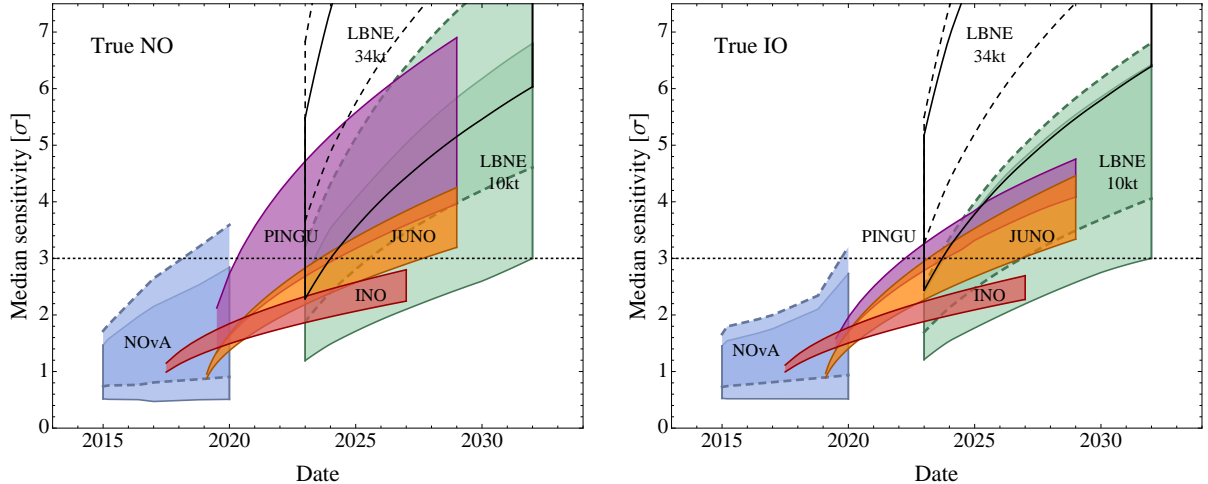 True NO
LBNE
34kt
LBNE
10kt
PINGU
JUNO
INO
NOvA
Median sensitivity [σ]
7
6
5
4
3
2
1
0
2015 2020 2025 2030
Date
True IO
LBNE
34kt
LBNE
10kt
PINGU
JUNO
INO
NOvA
Median sensitivity [σ]
7
6
5
4
3
2
1
0
2015 2020 2025 2030
Date